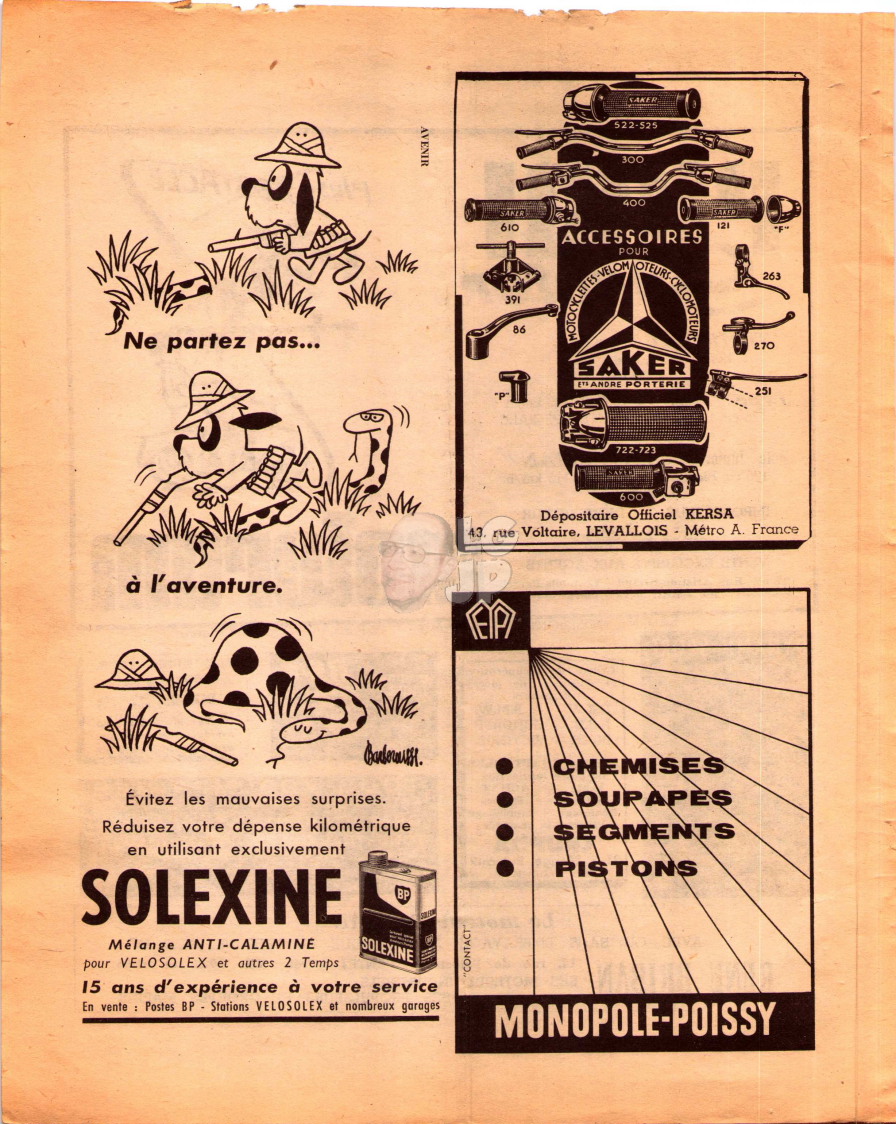 AVENIR
Ne partez pas...
à l'aventure.
Évitez les mauvaises surprises.
Réduisez votre dépense kilométrique
en utilisant exclusivement
SOLEXINE
BP
SOLEXINE
Mélange ANTI-CALAMINE
pour VELOSOLEX et autres 2 Temps
15 ans d'expérience à votre service
En vente : Postes BP - Stations VELOSOLEX et nombreux garages
SAKER
522-525
300
400
SAKER
610
SAKER
121
"F"
ACCESSOIRES
POUR
MOTOCYCLETTES-VELOMOTEURS-CYCLOMOTEURS
391
263
86
270
SAKER
ETS ANDRE PORTERIE
"P"
251
722-723
SAKER
600
Dépositaire Officiel KERSA
43, rue Voltaire, LEVALLOIS - Métro A. France
LC
JP
CHEMISES
SOUPAPES
SEGMENTS
PISTONS
"CONTACT"
MONOPOLE-POISSY